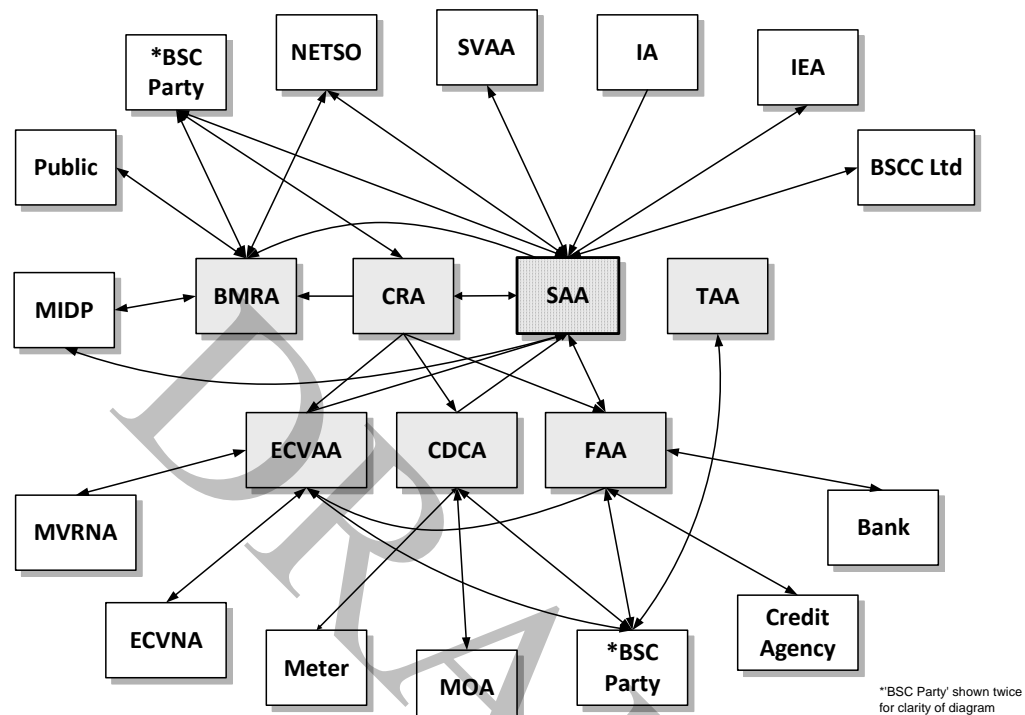 *BSC
Party
NETSO
SVAA
IA
IEA
Public
BSCC Ltd
MIDP
BMRA
CRA
SAA
TAA
ECVAA
CDCA
FAA
MVRNA
Bank
ECVNA
Meter
MOA
*BSC
Party
Credit
Agency
*'BSC Party' shown twice
for clarity of diagram